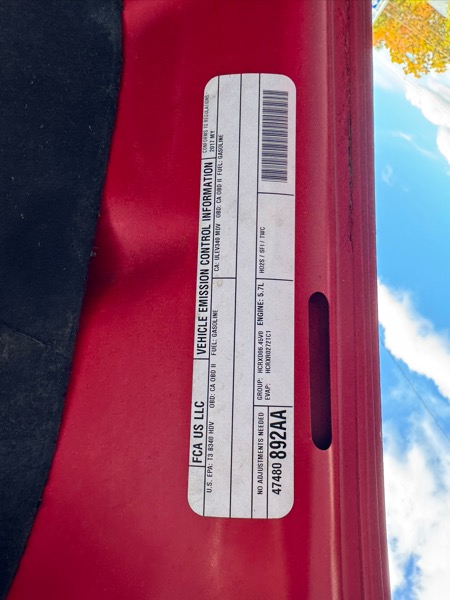 FCA US LLC VEHICLE EMISSION CONTROL INFORMATION CONFORMS TO REGULATIONS
2017 MY
U.S. EPA: T3 B340 HDV OBD: CA OBD II FUEL: GASOLINE
CA: ULEV340 MDV OBD: CA OBD II FUEL: GASOLINE
NO ADJUSTMENTS NEEDED
GROUP: HCRXD06.45V0 ENGINE: 5.7L
EVAP: HCRXR0272TC1
HO2S / SFI / TWC
47480892AA